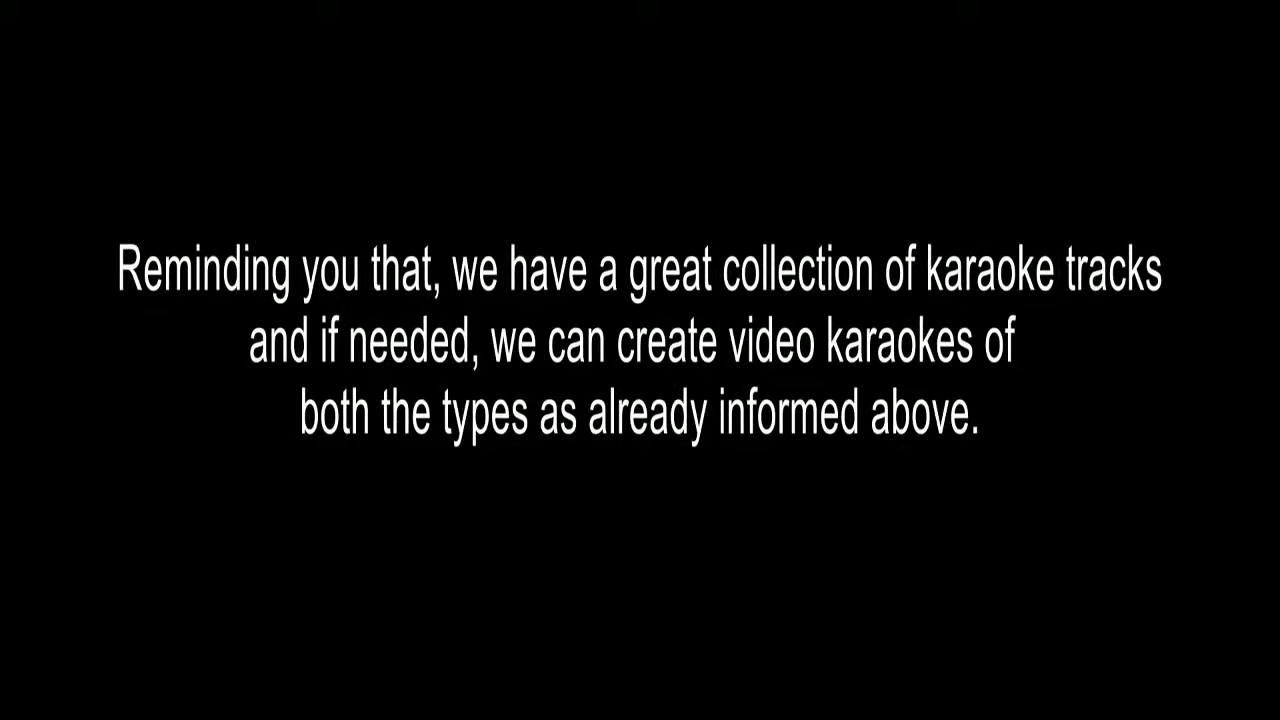 Reminding you that, we have a great collection of karaoke tracks
and if needed, we can create video karaokes of
both the types as already informed above.